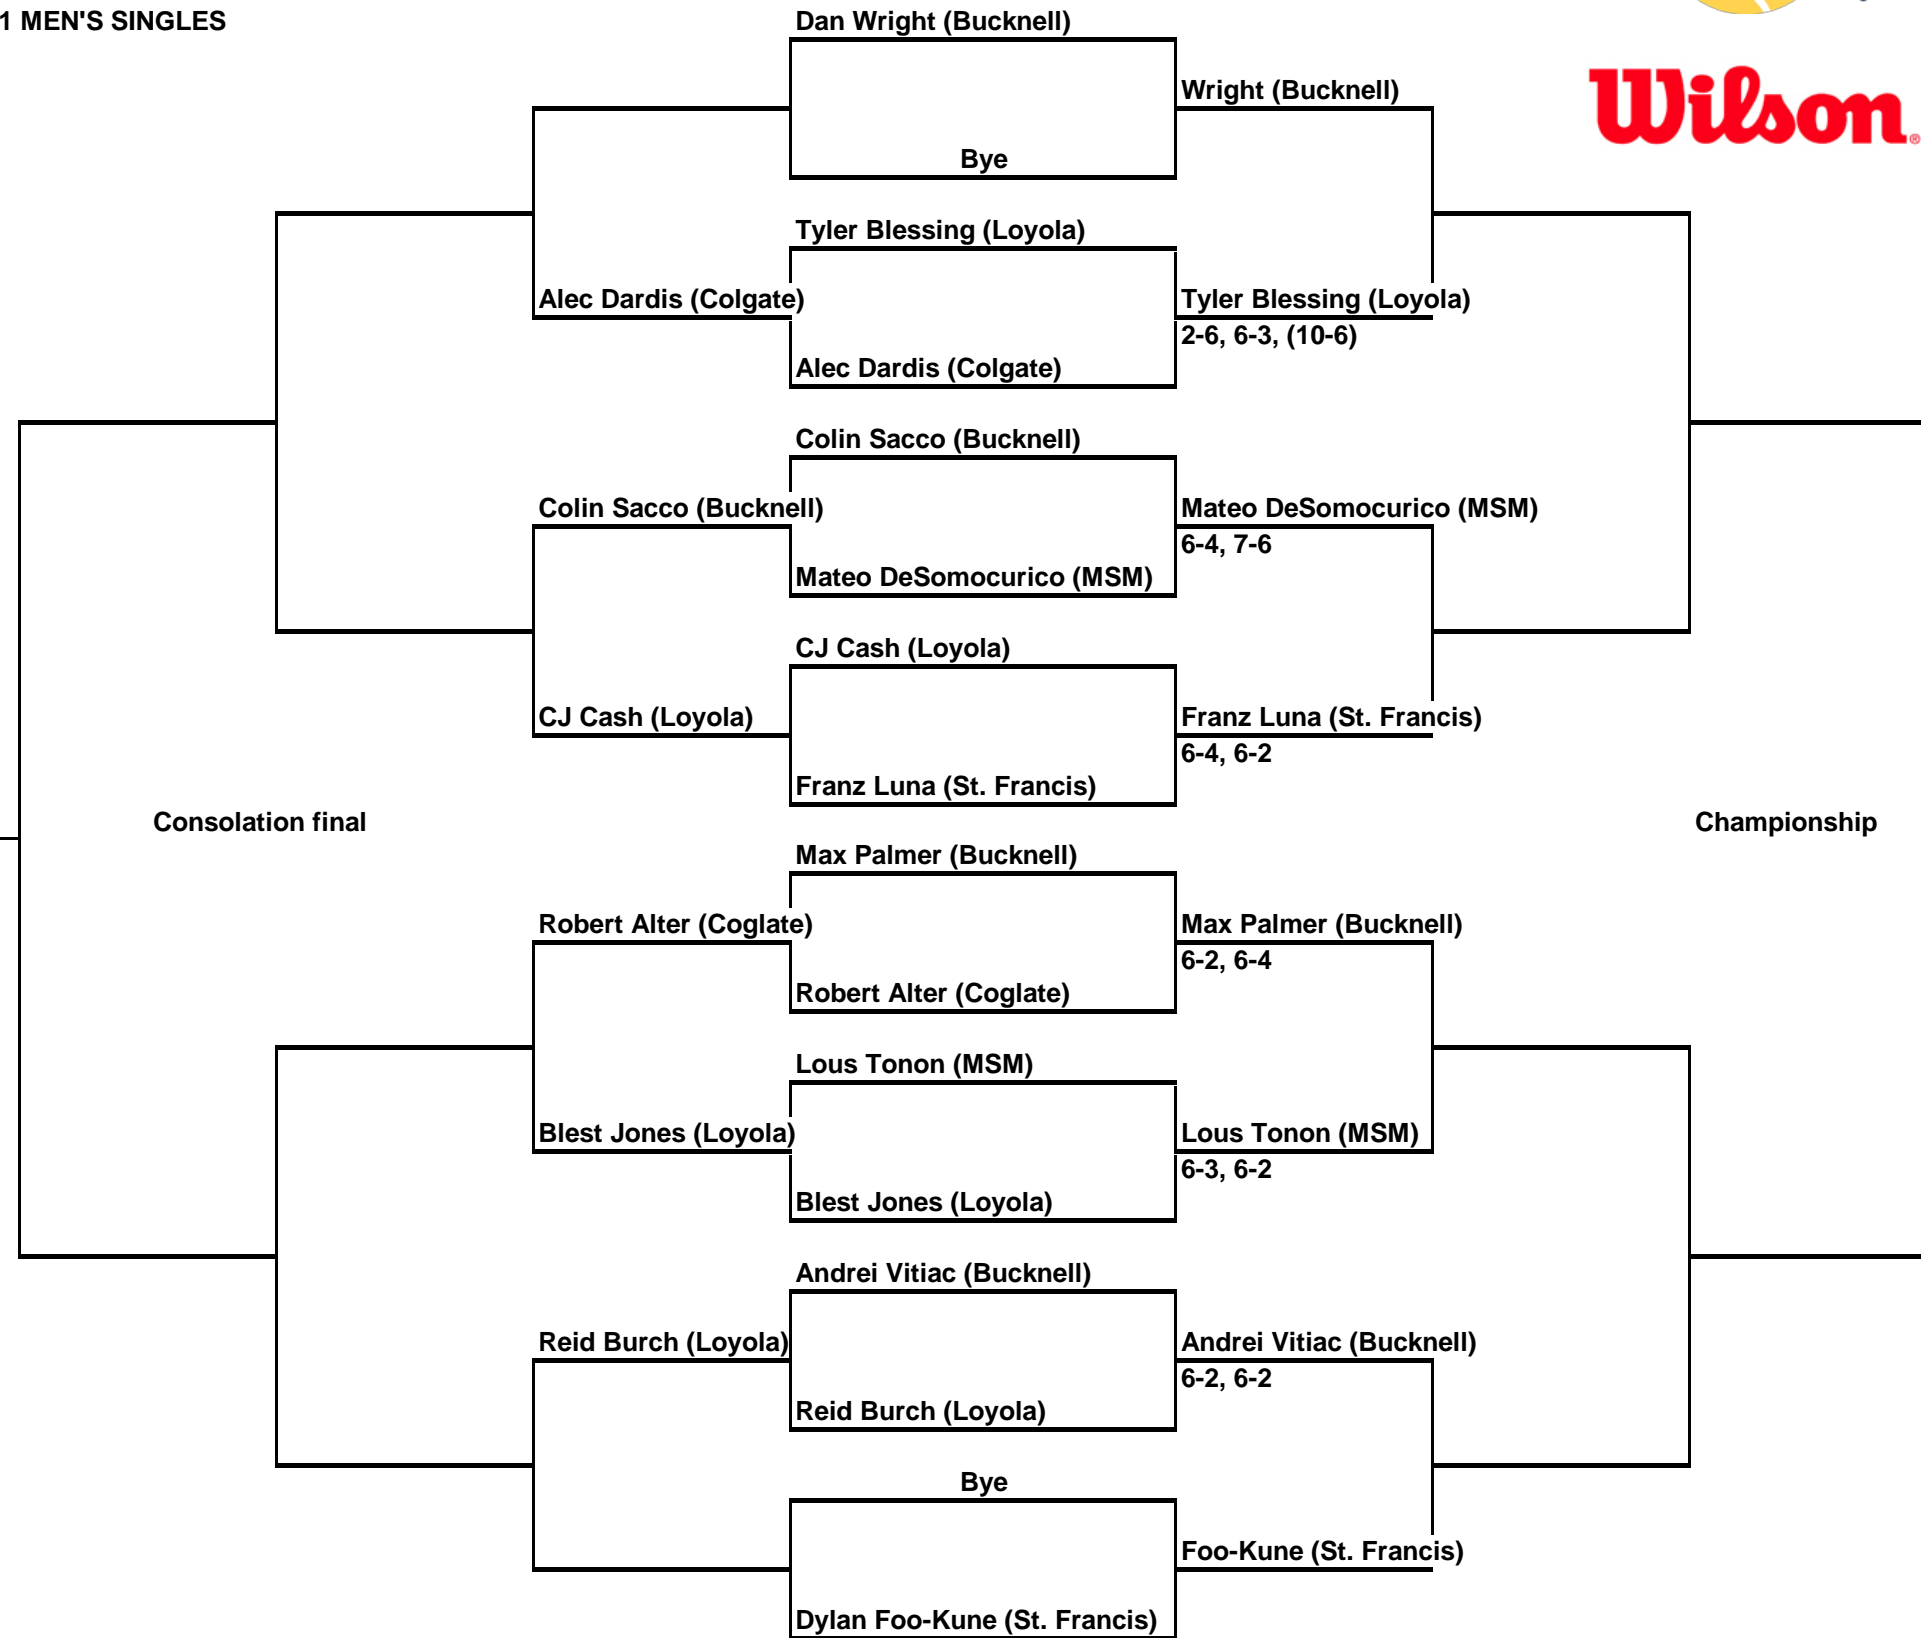 1 MEN'S SINGLES
Dan Wright (Bucknell)
Wright (Bucknell)
Wilson®
Bye
Tyler Blessing (Loyola)
Alec Dardis (Colgate)
Tyler Blessing (Loyola)
2-6, 6-3, (10-6)
Alec Dardis (Colgate)
Colin Sacco (Bucknell)
Colin Sacco (Bucknell)
Mateo DeSomocurico (MSM)
6-4, 7-6
Mateo DeSomocurico (MSM)
CJ Cash (Loyola)
CJ Cash (Loyola)
Franz Luna (St. Francis)
6-4, 6-2
Franz Luna (St. Francis)
Consolation final
Championship
Max Palmer (Bucknell)
Robert Alter (Coglate)
Max Palmer (Bucknell)
6-2, 6-4
Robert Alter (Coglate)
Lous Tonon (MSM)
Blest Jones (Loyola)
Lous Tonon (MSM)
6-3, 6-2
Blest Jones (Loyola)
Andrei Vitiac (Bucknell)
Reid Burch (Loyola)
Andrei Vitiac (Bucknell)
6-2, 6-2
Reid Burch (Loyola)
Bye
Foo-Kune (St. Francis)
Dylan Foo-Kune (St. Francis)